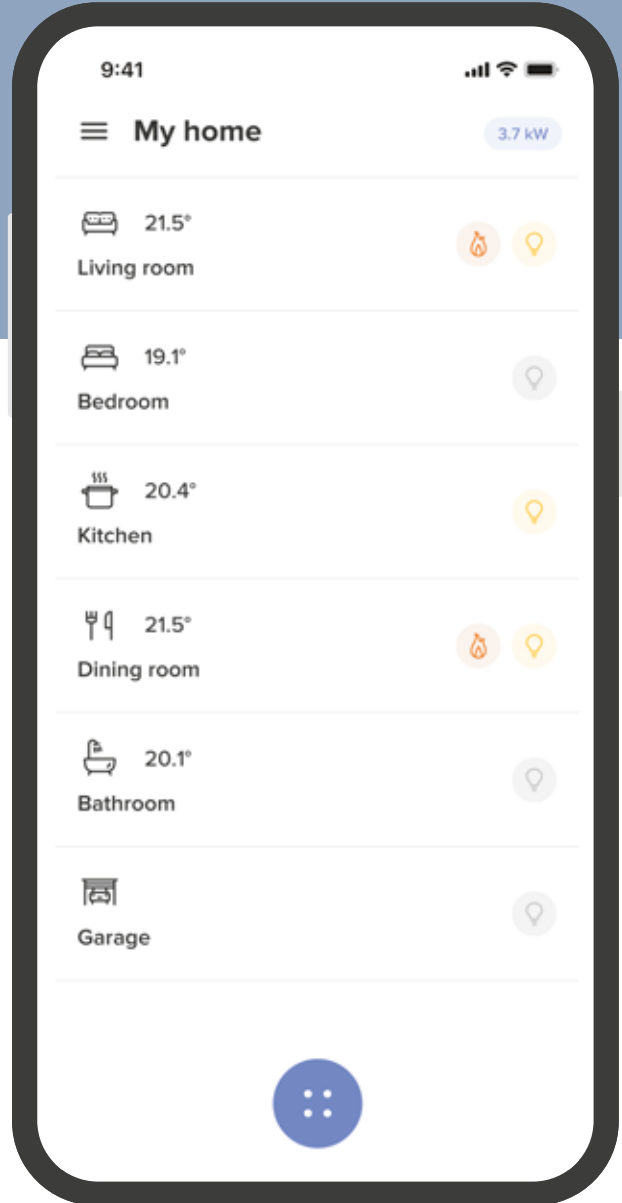 9:41
My home
3.7 kW
21.5°
Living room
19.1°
Bedroom
20.4°
Kitchen
21.5°
Dining room
20.1°
Bathroom
Garage